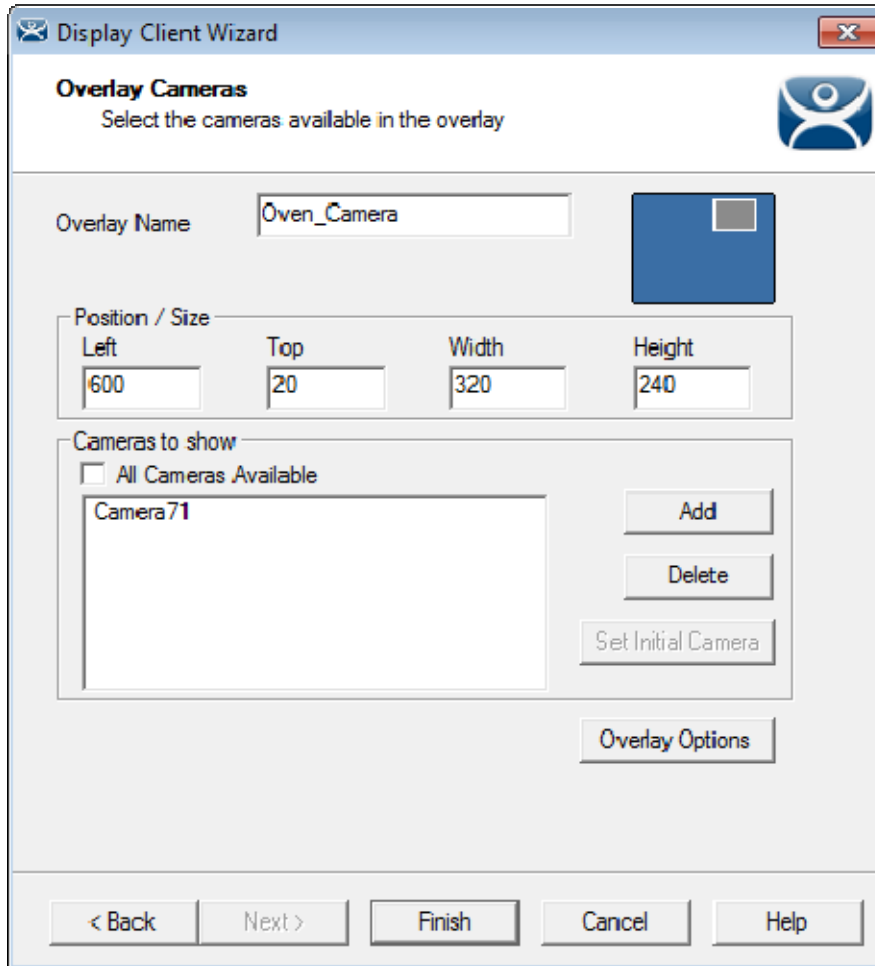 Display Client Wizard
Overlay Cameras
Select the cameras available in the overlay
Overlay Name
Oven_Camera
Position / Size
Left Top Width Height
600 20 320 240
Cameras to show
All Cameras Available
Camera71
Add
Delete
Set Initial Camera
Overlay Options
< Back Next > Finish Cancel Help